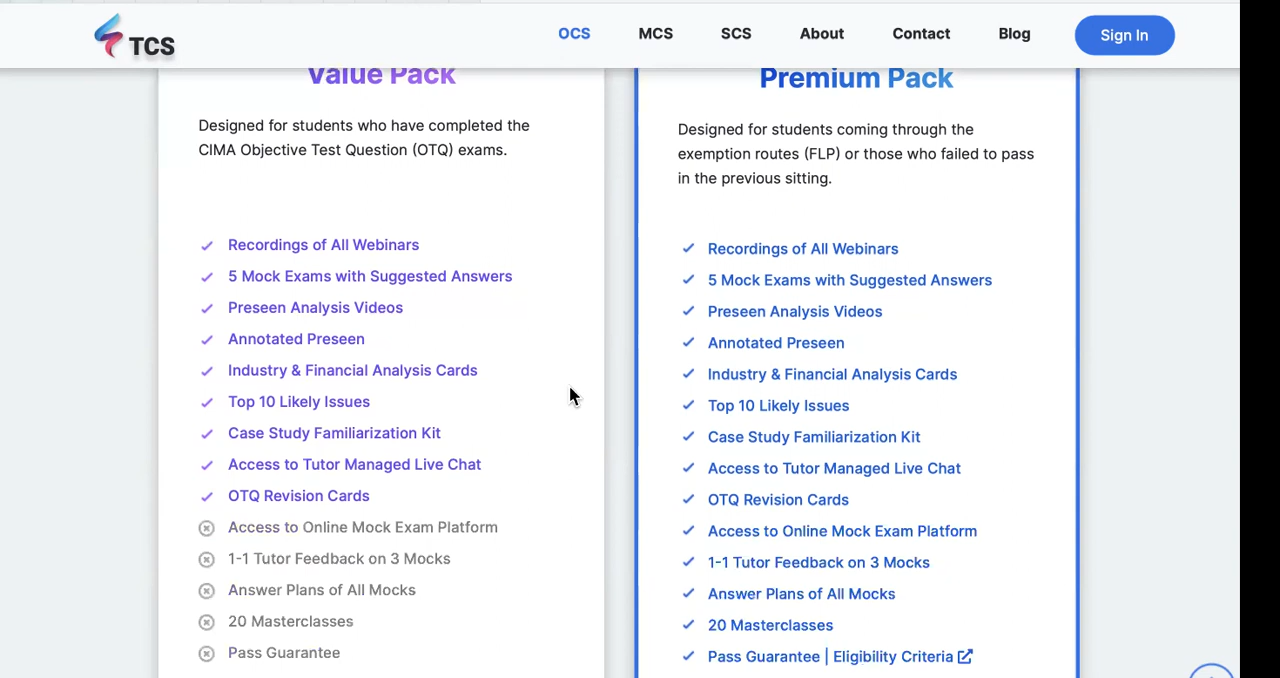 TCS
OCS MCS SCS About Contact Blog Sign In
Value Pack
Designed for students who have completed the
CIMA Objective Test Question (OTQ) exams.
Recordings of All Webinars
5 Mock Exams with Suggested Answers
Preseen Analysis Videos
Annotated Preseen
Industry & Financial Analysis Cards
Top 10 Likely Issues
Case Study Familiarization Kit
Access to Tutor Managed Live Chat
OTQ Revision Cards
Access to Online Mock Exam Platform
1-1 Tutor Feedback on 3 Mocks
Answer Plans of All Mocks
20 Masterclasses
Pass Guarantee
Premium Pack
Designed for students coming through the
exemption routes (FLP) or those who failed to pass
in the previous sitting.
Recordings of All Webinars
5 Mock Exams with Suggested Answers
Preseen Analysis Videos
Annotated Preseen
Industry & Financial Analysis Cards
Top 10 Likely Issues
Case Study Familiarization Kit
Access to Tutor Managed Live Chat
OTQ Revision Cards
Access to Online Mock Exam Platform
1-1 Tutor Feedback on 3 Mocks
Answer Plans of All Mocks
20 Masterclasses
Pass Guarantee | Eligibility Criteria